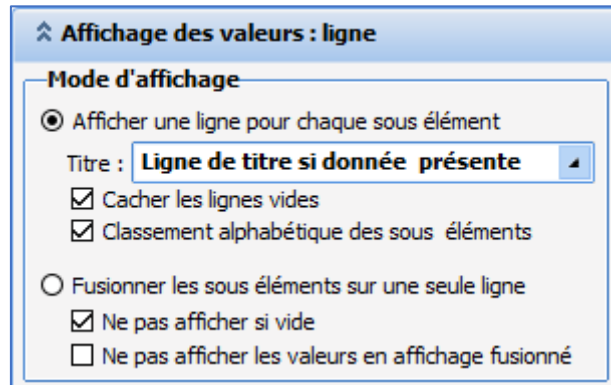 Affichage des valeurs : ligne
Mode d'affichage
Afficher une ligne pour chaque sous élément
Titre : Ligne de titre si donnée présente
Cacher les lignes vides
Classement alphabétique des sous éléments
Fusionner les sous éléments sur une seule ligne
Ne pas afficher si vide
Ne pas afficher les valeurs en affichage fusionné